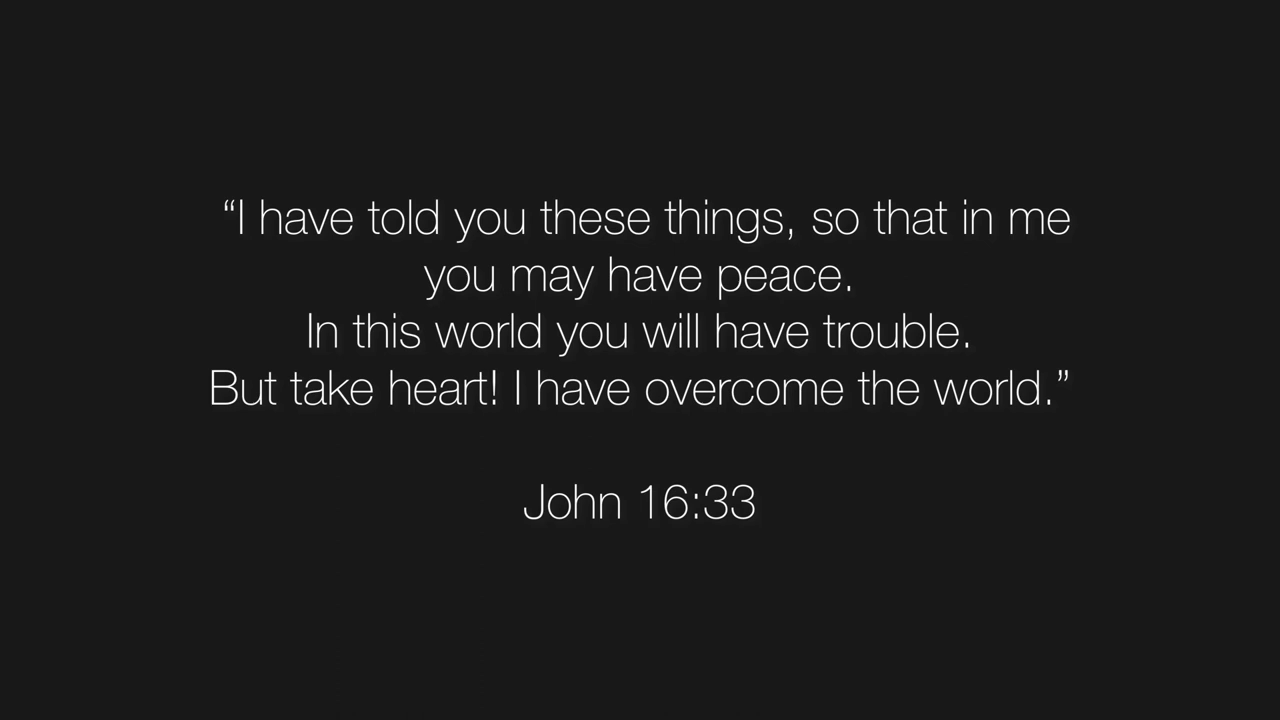 “I have told you these things, so that in me
you may have peace.
In this world you will have trouble.
But take heart! I have overcome the world.”
John 16:33